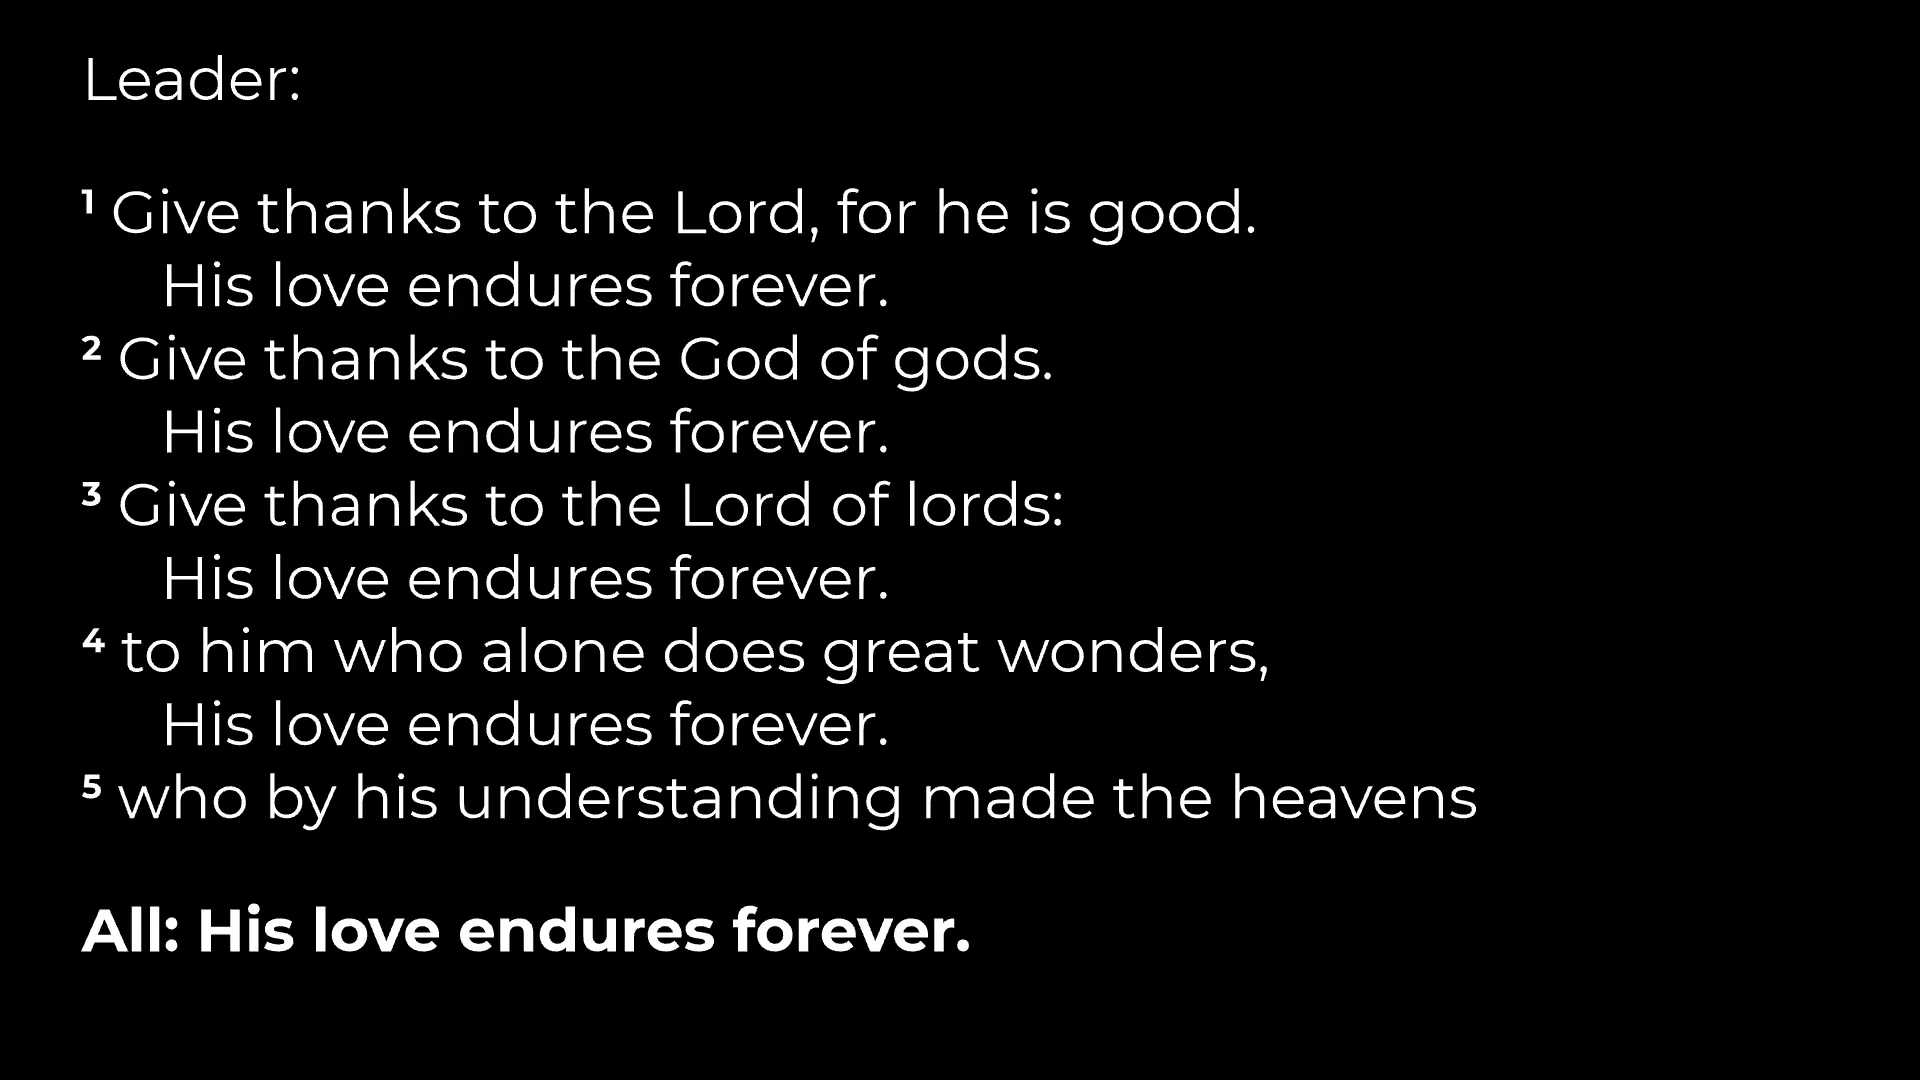 Leader:
¹ Give thanks to the Lord, for he is good.
His love endures forever.
² Give thanks to the God of gods.
His love endures forever.
³ Give thanks to the Lord of lords:
His love endures forever.
⁴ to him who alone does great wonders,
His love endures forever.
⁵ who by his understanding made the heavens
All: His love endures forever.